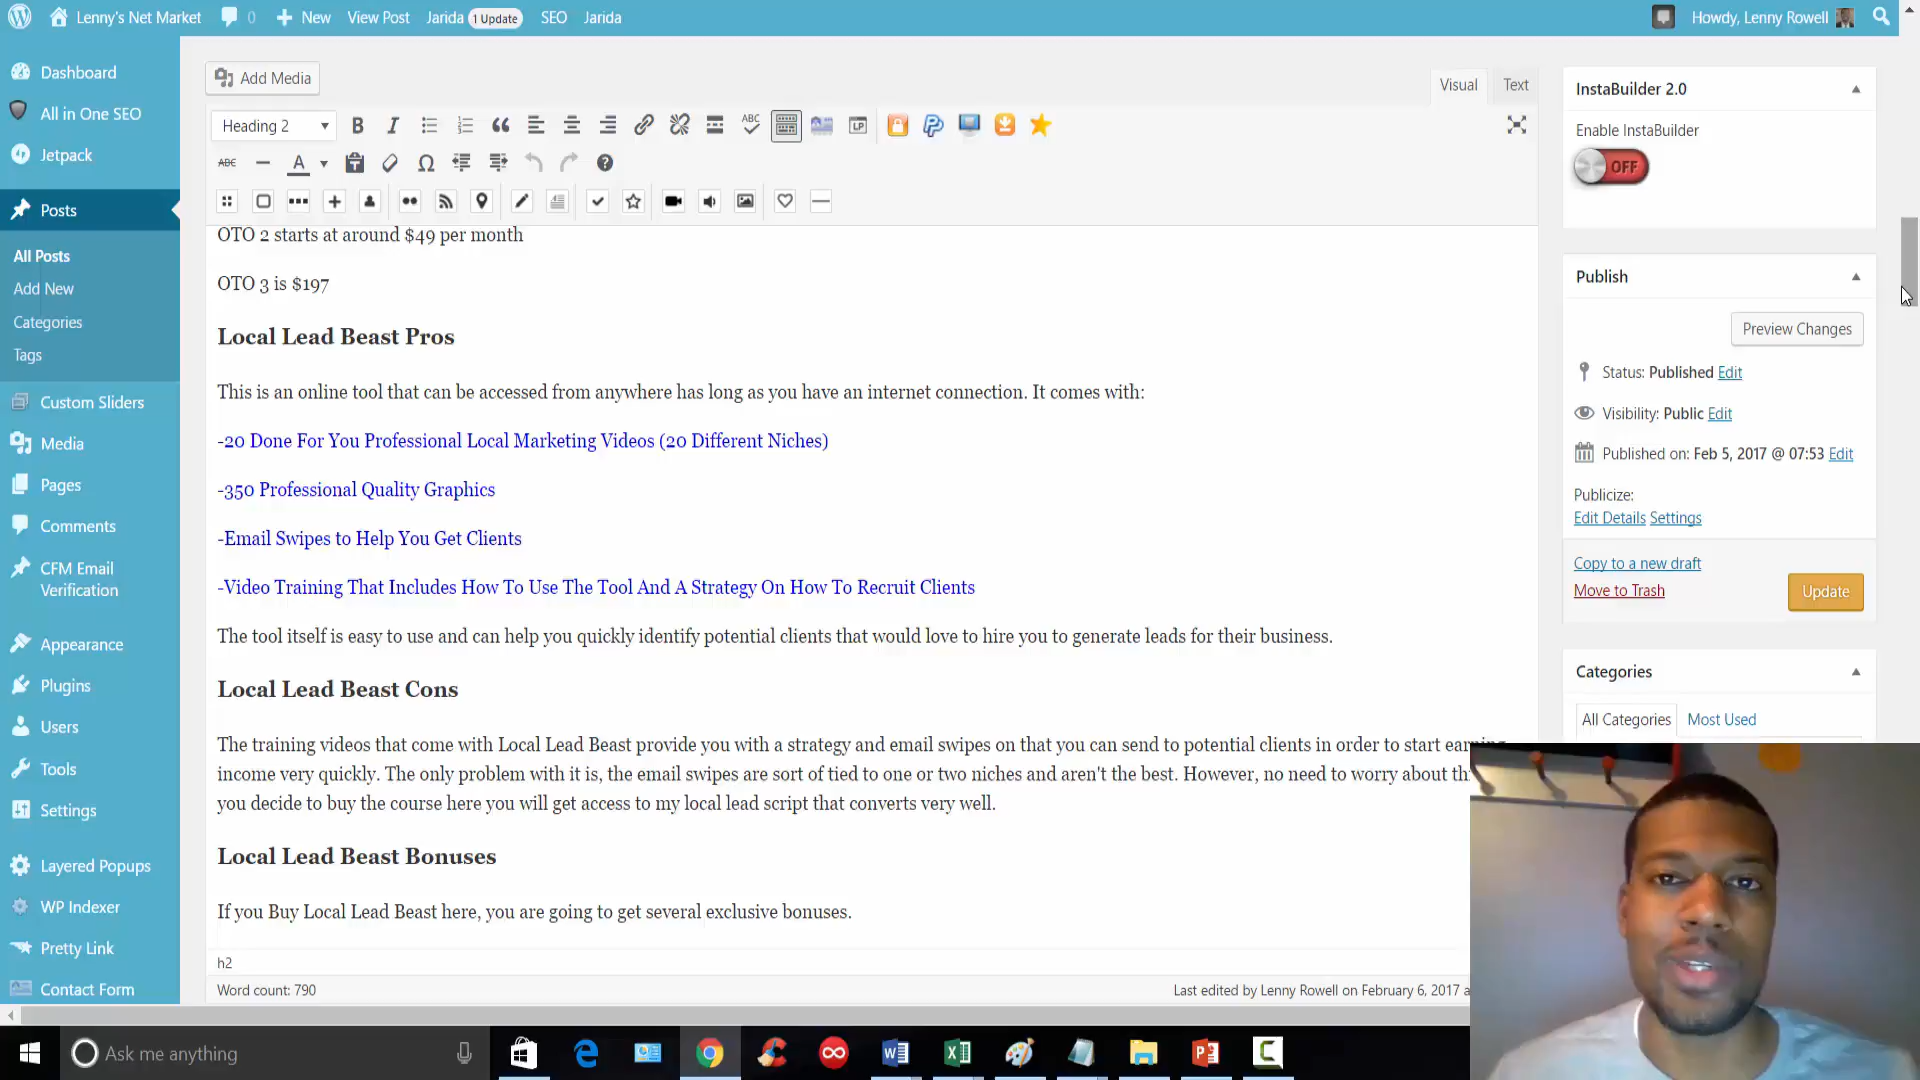 Lenny's Net Market 0 New View Post Jarida 1 Update SEO Jarida Howdy, Lenny Rowell
Dashboard
All in One SEO
Jetpack
Posts
All Posts
Add New
Categories
Tags
Custom Sliders
Media
Pages
Comments
CFM Email
Verification
Appearance
Plugins
Users
Tools
Settings
Layered Popups
WP Indexer
Pretty Link
Contact Form
Add Media
Visual Text
Heading 2 B I ABC LP
ABC A Ω
OTO 2 starts at around $49 per month
OTO 3 is $197
Local Lead Beast Pros
This is an online tool that can be accessed from anywhere has long as you have an internet connection. It comes with:
-20 Done For You Professional Local Marketing Videos (20 Different Niches)
-350 Professional Quality Graphics
-Email Swipes to Help You Get Clients
-Video Training That Includes How To Use The Tool And A Strategy On How To Recruit Clients
The tool itself is easy to use and can help you quickly identify potential clients that would love to hire you to generate leads for their business.
Local Lead Beast Cons
The training videos that come with Local Lead Beast provide you with a strategy and email swipes on that you can send to potential clients in order to start earning
income very quickly. The only problem with it is, the email swipes are sort of tied to one or two niches and aren't the best. However, no need to worry about
you decide to buy the course here you will get access to my local lead script that converts very well.
Local Lead Beast Bonuses
If you Buy Local Lead Beast here, you are going to get several exclusive bonuses.
h2
Word count: 790
Last edited by Lenny Rowell on February 6, 2017
InstaBuilder 2.0
Enable InstaBuilder
OFF
Publish
Preview Changes
Status: Published Edit
Visibility: Public Edit
Published on: Feb 5, 2017 @ 07:53 Edit
Publicize:
Edit Details Settings
Copy to a new draft
Move to Trash
Update
Categories
All Categories Most Used
Ask me anything